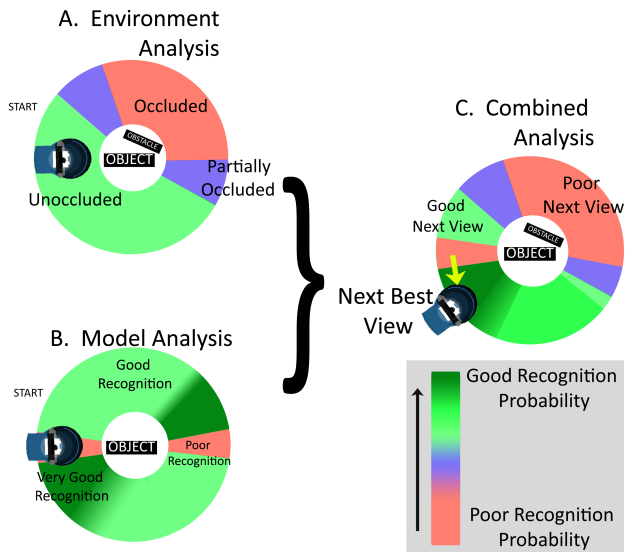 A. Environment
Analysis
START
Occluded
OBSTACLE
OBJECT
Partially
Occluded
Unoccluded
B. Model Analysis
START
Good
Recognition
OBJECT
Poor
Recognition
Very Good
Recognition
C. Combined
Analysis
Poor
Next View
Good
Next View
OBSTACLE
OBJECT
Next Best
View
Good Recognition
Probability
Poor Recognition
Probability